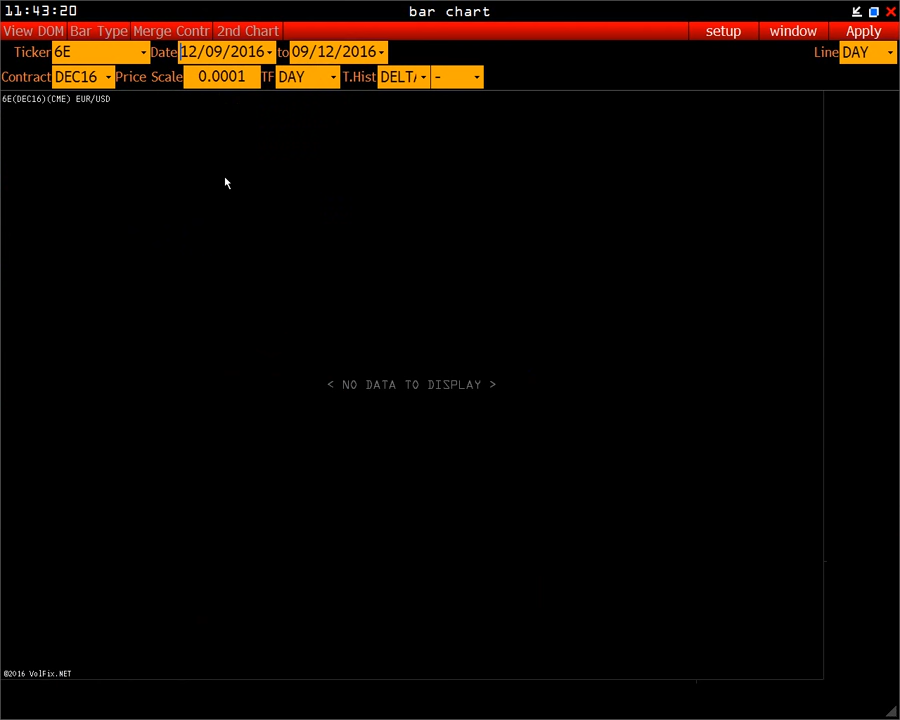 11:43:20 bar chart
View DOM Bar Type Merge Contr 2nd Chart setup window Apply
Ticker 6E Date 12/09/2016 to 09/12/2016 Line DAY
Contract DEC16 Price Scale 0.0001 TF DAY T.Hist DELT -
6E(DEC16)(CME) EUR/USD
< NO DATA TO DISPLAY >
©2016 VolFix.NET